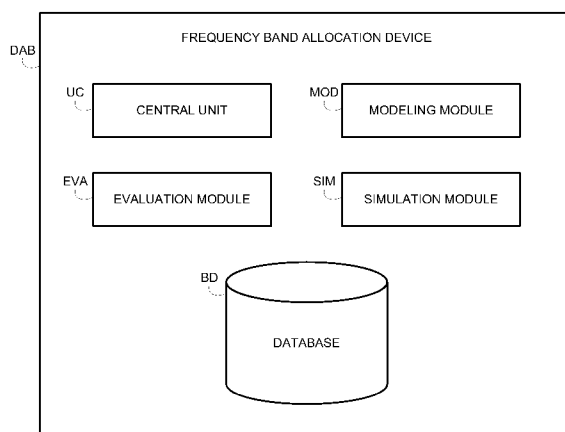 FREQUENCY BAND ALLOCATION DEVICE
DAB
UC
CENTRAL UNIT
MOD
MODELING MODULE
EVA
EVALUATION MODULE
SIM
SIMULATION MODULE
BD
DATABASE